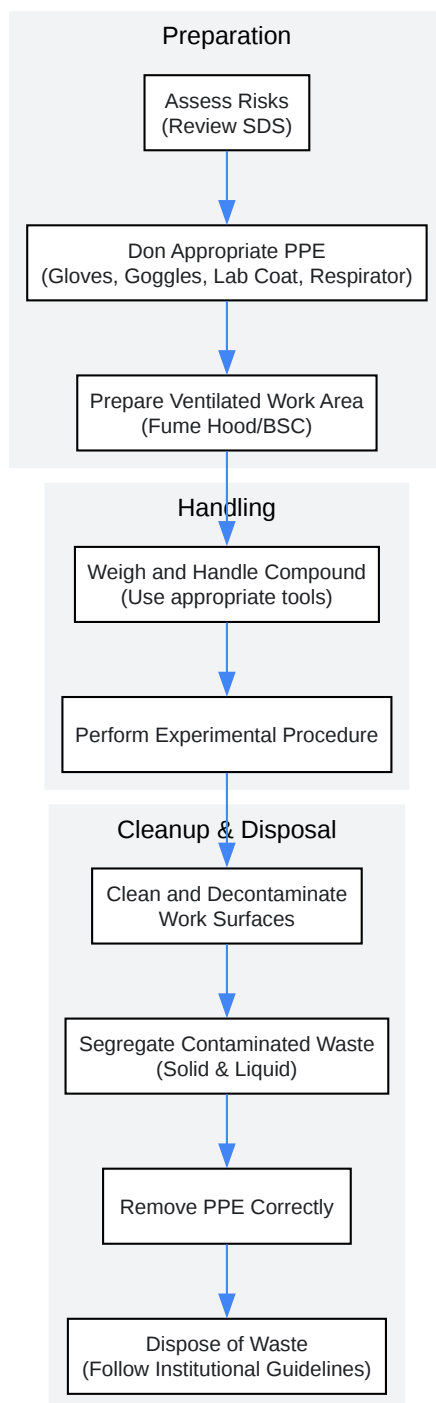 Preparation
Assess Risks
(Review SDS)
Don Appropriate PPE
(Gloves, Goggles, Lab Coat, Respirator)
Prepare Ventilated Work Area
(Fume Hood/BSC)
Handling
Weigh and Handle Compound
(Use appropriate tools)
Perform Experimental Procedure
Cleanup & Disposal
Clean and Decontaminate
Work Surfaces
Segregate Contaminated Waste
(Solid & Liquid)
Remove PPE Correctly
Dispose of Waste
(Follow Institutional Guidelines)